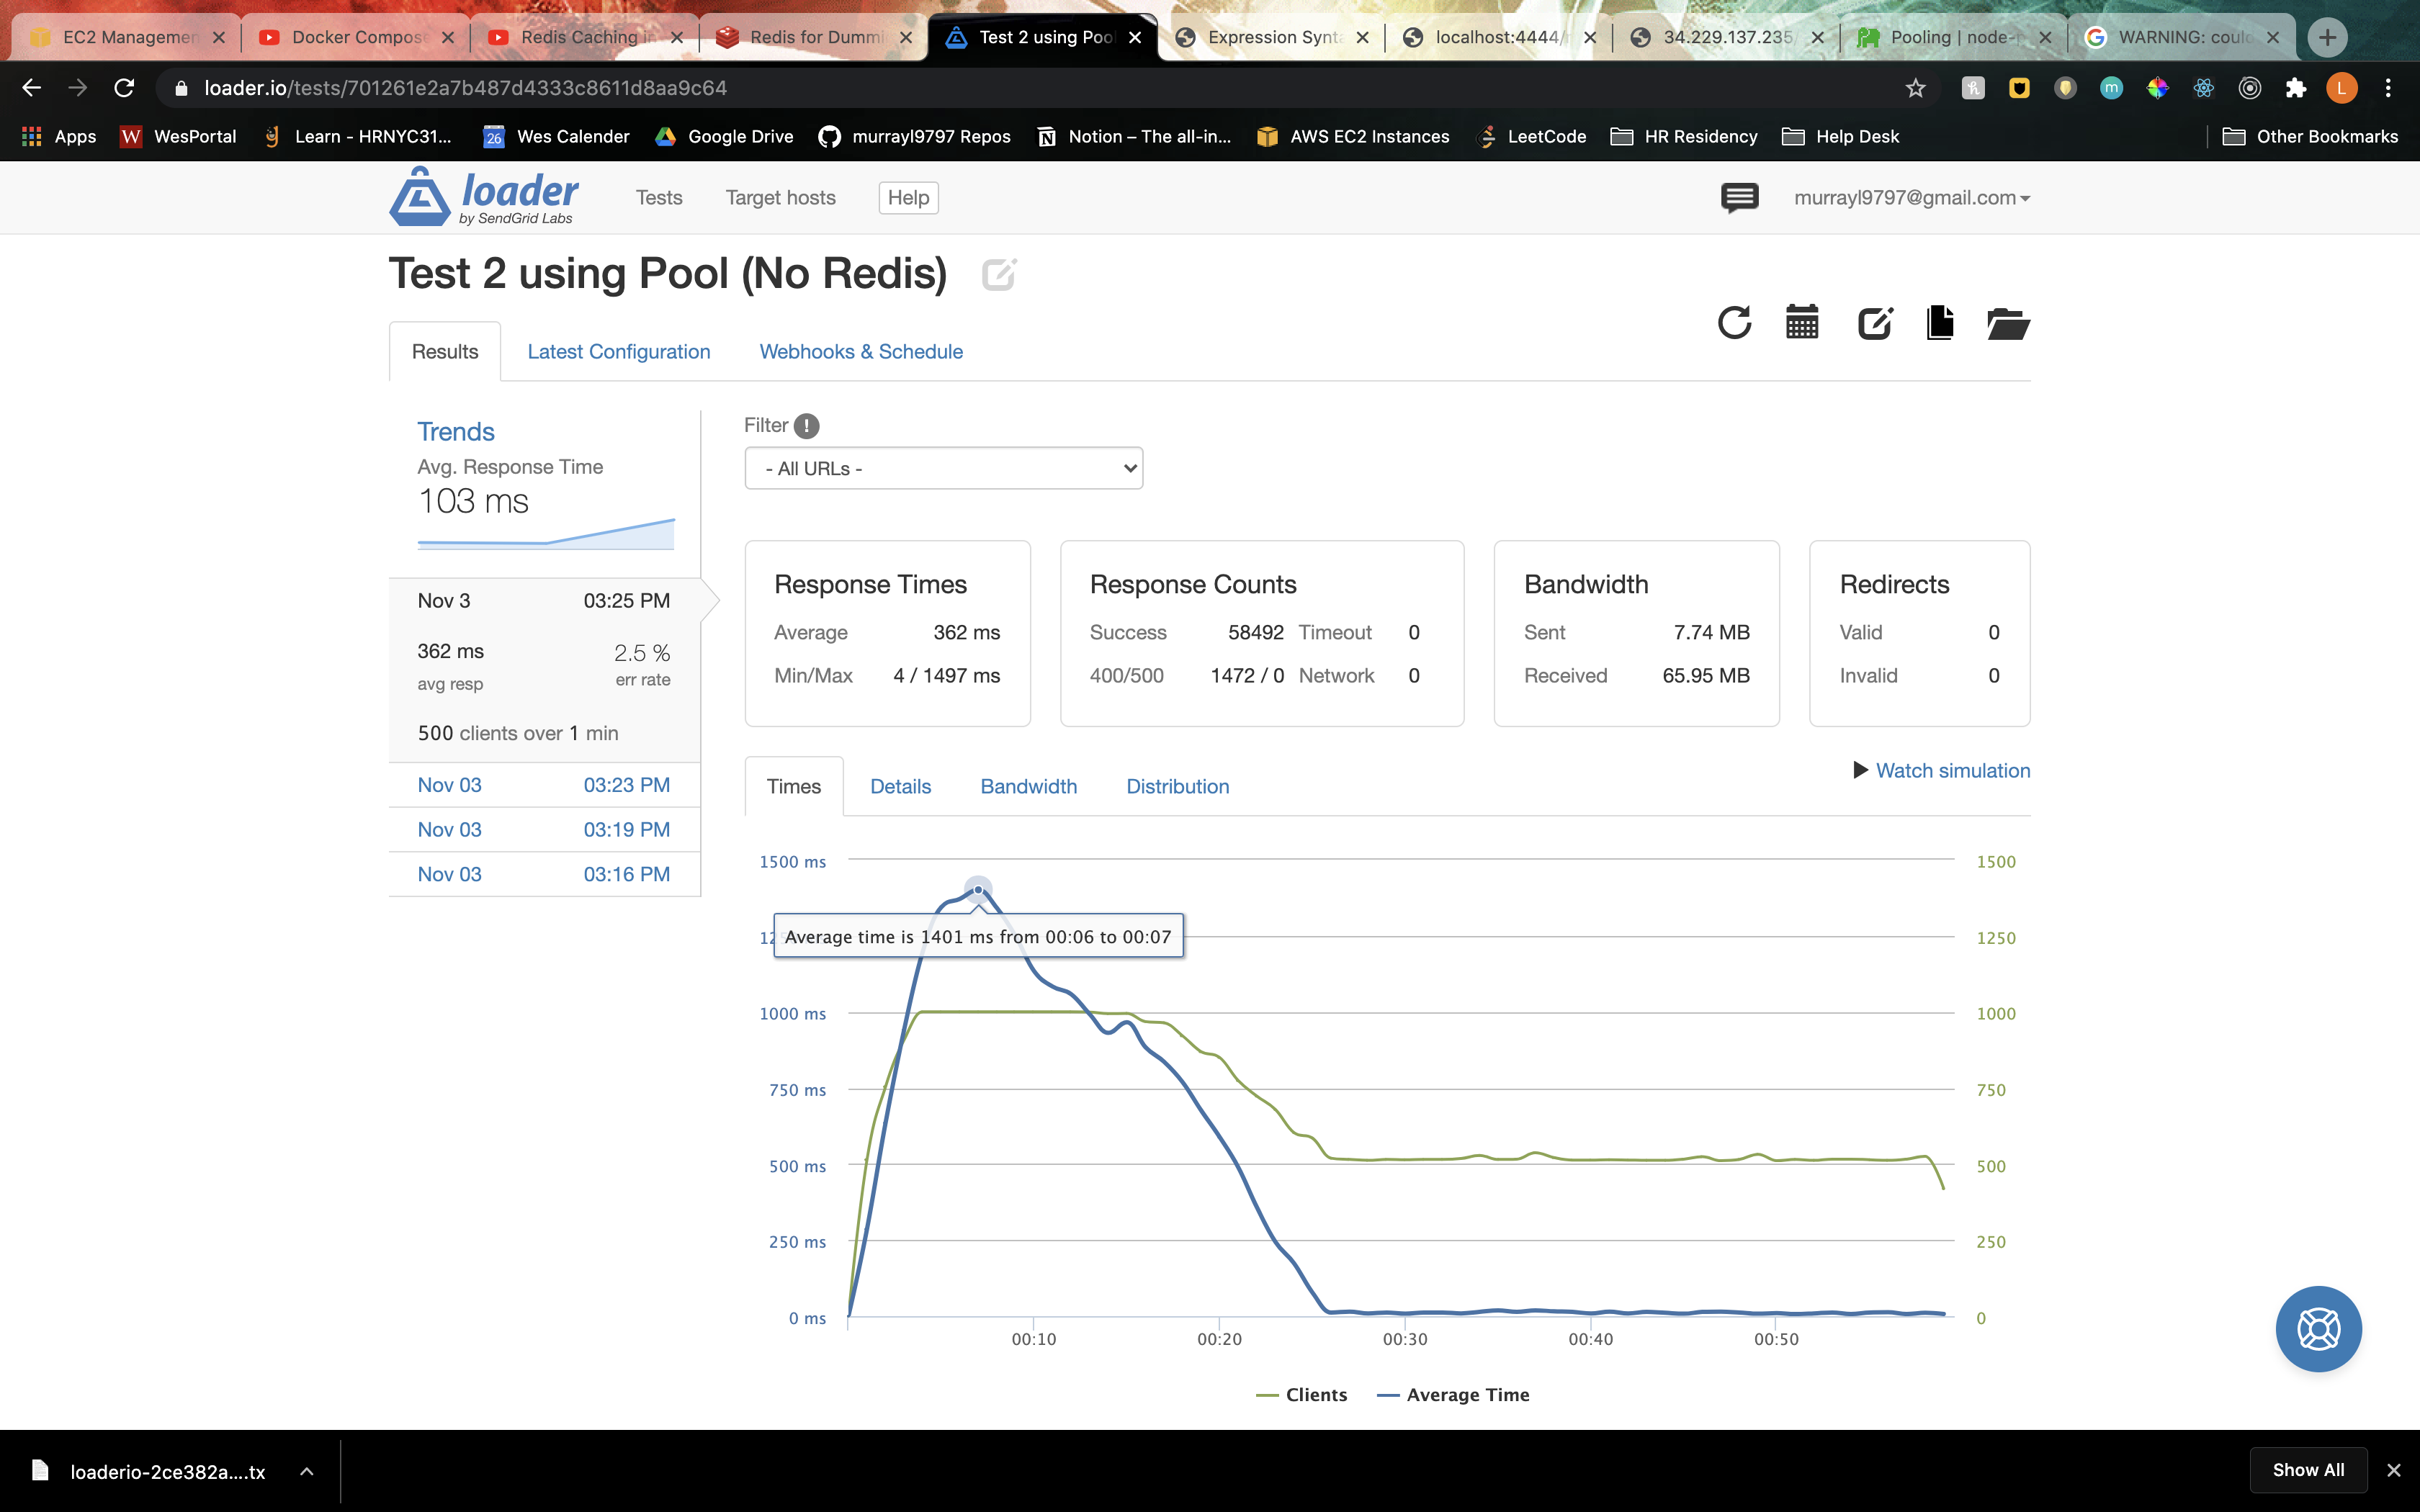 EC2 Managemen
Docker Compose
Redis Caching in
Redis for Dummi
Test 2 using Pool
Expression Synta
localhost:4444/
34.229.137.235
Pooling | node-p
WARNING: could
loader.io/tests/701261e2a7b487d4333c8611d8aa9c64
L
Apps
WesPortal
Learn - HRNYC31...
26
Wes Calender
Google Drive
murrayl9797 Repos
Notion – The all-in...
AWS EC2 Instances
LeetCode
HR Residency
Help Desk
Other Bookmarks
loader
by SendGrid Labs
Tests
Target hosts
Help
murrayl9797@gmail.com
Test 2 using Pool (No Redis)
Results
Latest Configuration
Webhooks & Schedule
Trends
Avg. Response Time
103 ms
Nov 3 03:25 PM
362 ms 2.5 %
avg resp err rate
500 clients over 1 min
Nov 03 03:23 PM
Nov 03 03:19 PM
Nov 03 03:16 PM
Filter !
- All URLs -
Response Times
Average 362 ms
Min/Max 4 / 1497 ms
Response Counts
Success 58492 Timeout 0
400/500 1472 / 0 Network 0
Bandwidth
Sent 7.74 MB
Received 65.95 MB
Redirects
Valid 0
Invalid 0
Times
Details
Bandwidth
Distribution
Watch simulation
1500 ms 1500
Average time is 1401 ms from 00:06 to 00:07
1250
1000 ms 1000
750 ms 750
500 ms 500
250 ms 250
0 ms 0
00:10 00:20 00:30 00:40 00:50
Clients Average Time
loaderio-2ce382a....tx
Show All